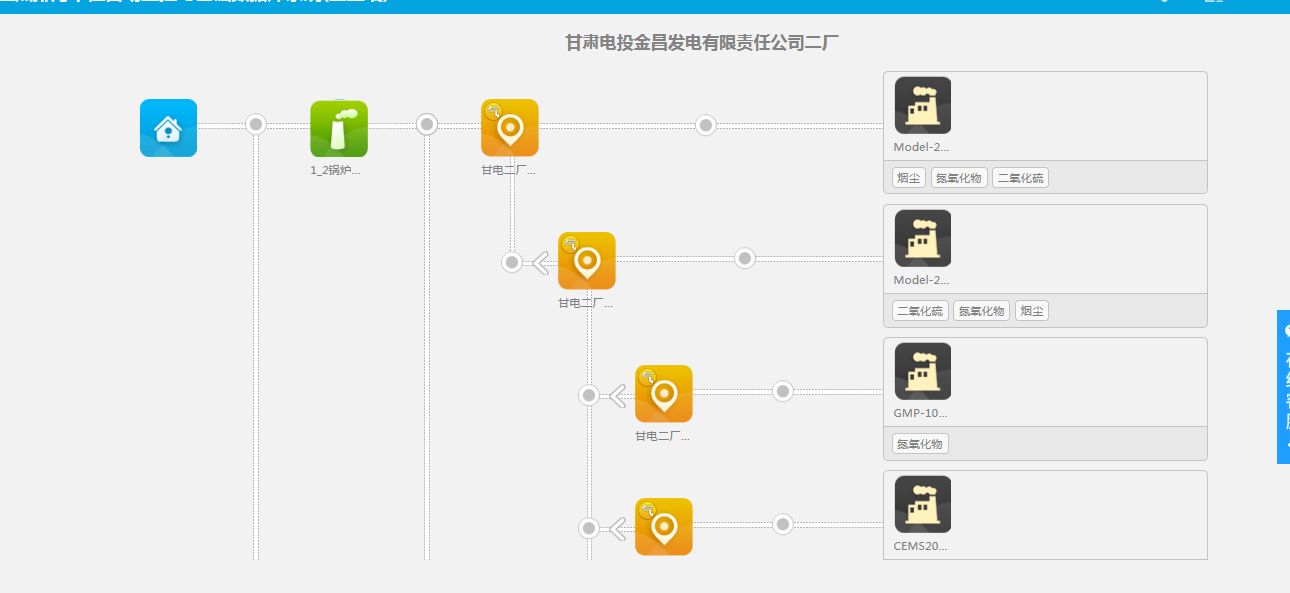 甘肃电投金昌发电有限责任公司二厂
1_2锅炉...
甘电二厂...
Model-2...
烟尘 氮氧化物 二氧化硫
甘电二厂...
Model-2...
二氧化硫 氮氧化物 烟尘
甘电二厂...
GMP-10...
氮氧化物
CEMS20...